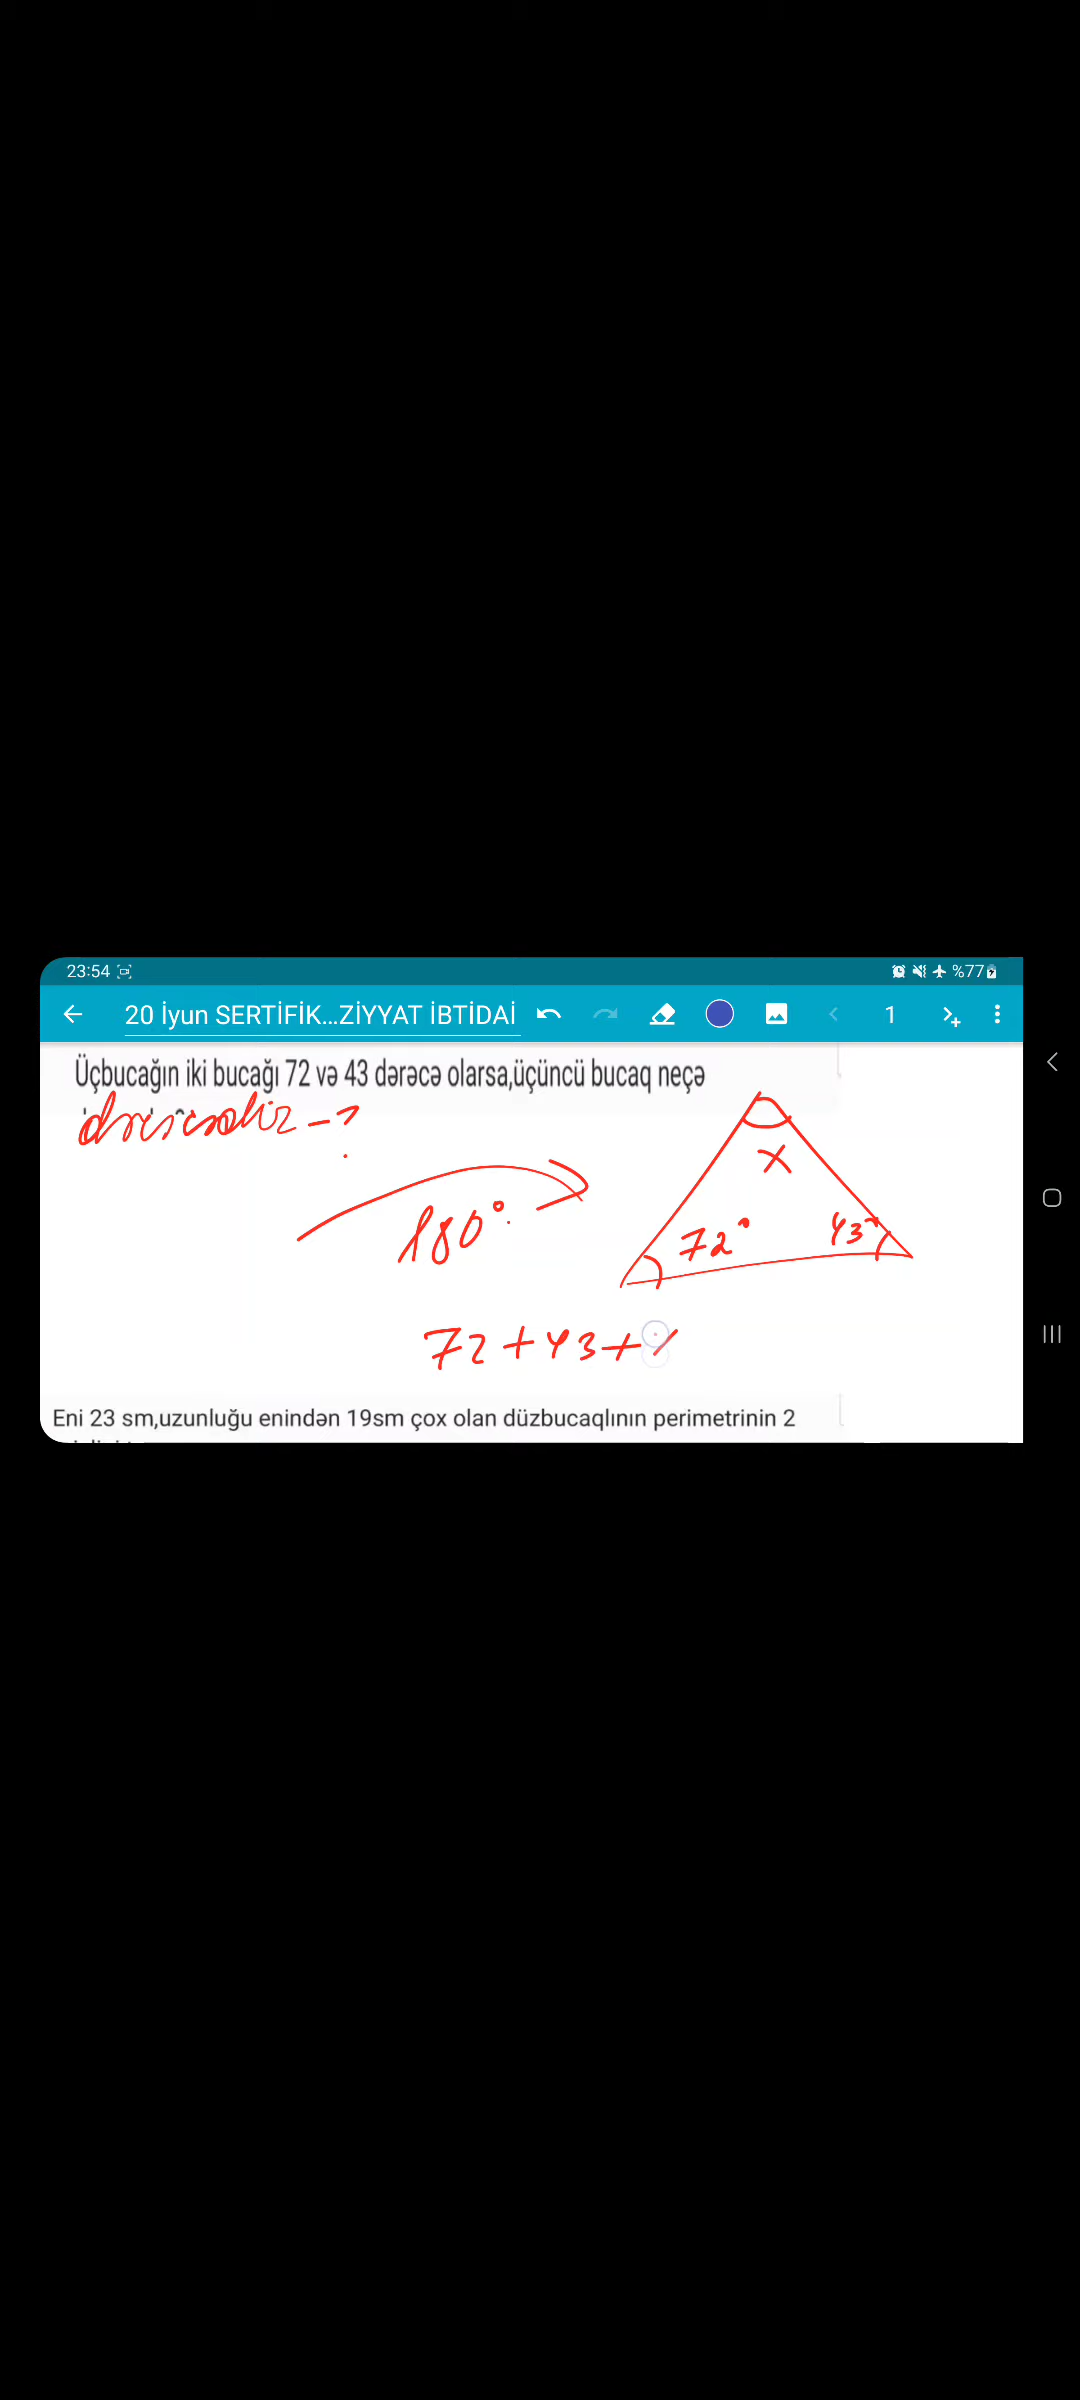 23:54 %77
20 İyun SERTİFİK...ZİYYAT İBTİDAİ 1
Üçbucağın iki bucağı 72 və 43 dərəcə olarsa,üçüncü bucaq neçə
?
x
180°
72° 43°
72+43+
Eni 23 sm,uzunluğu enindən 19sm çox olan düzbucaqlının perimetrinin 2